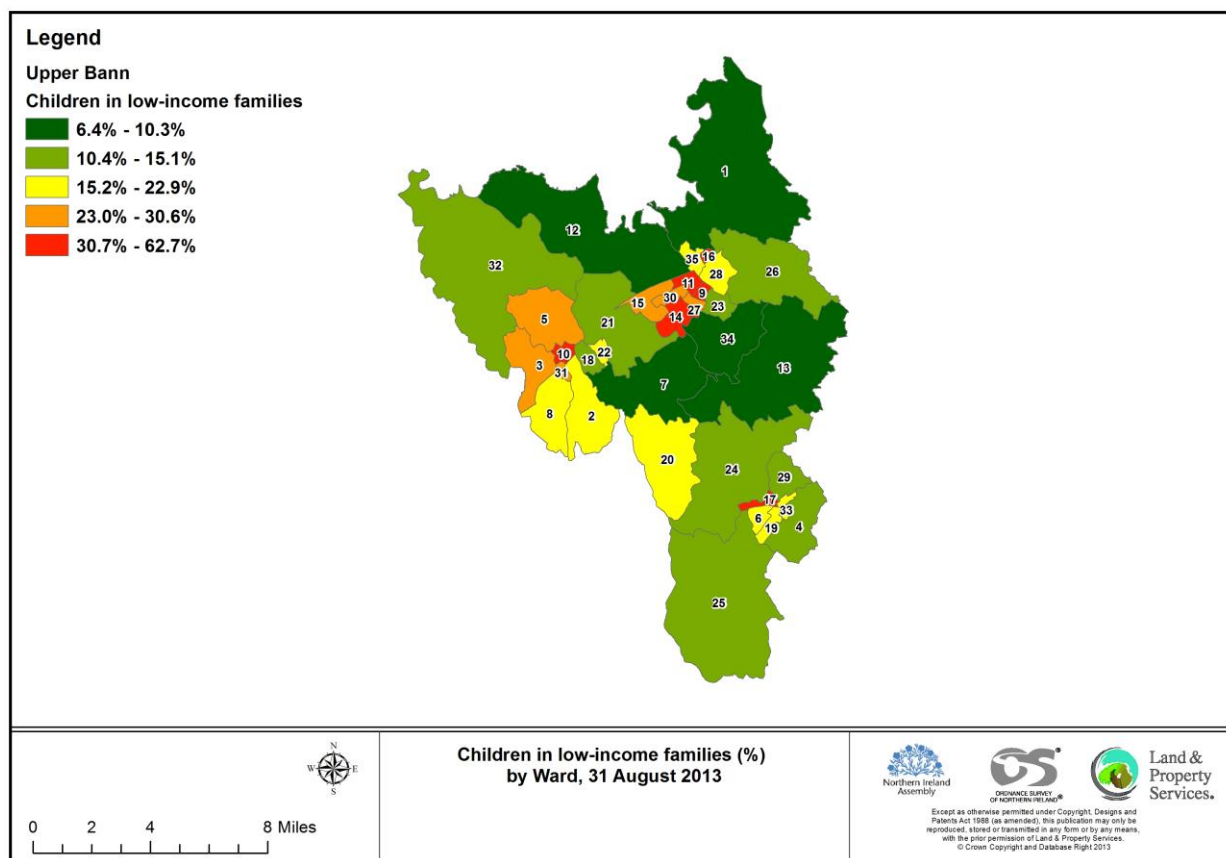 Legend
Upper Bann
Children in low-income families
6.4% - 10.3%
10.4% - 15.1%
15.2% - 22.9%
23.0% - 30.6%
30.7% - 62.7%
1
12
32
35
16
28
26
11
9
15
30
27
23
14
5
21
34
10
18
22
13
3
31
7
8
2
20
24
29
17
33
6
19
4
25
N
W E
S
0 2 4 8 Miles
Children in low-income families (%)
by Ward, 31 August 2013
Northern Ireland
Assembly
OS®
ORDNANCE SURVEY
OF NORTHERN IRELAND®
Land &
Property
Services.
Except as otherwise permitted under Copyright, Designs and
Patents Act 1988 (as amended), this publication may only be
reproduced, stored or transmitted in any form or by any means,
with the prior permission of Land & Property Services.
© Crown Copyright and Database Right 2013